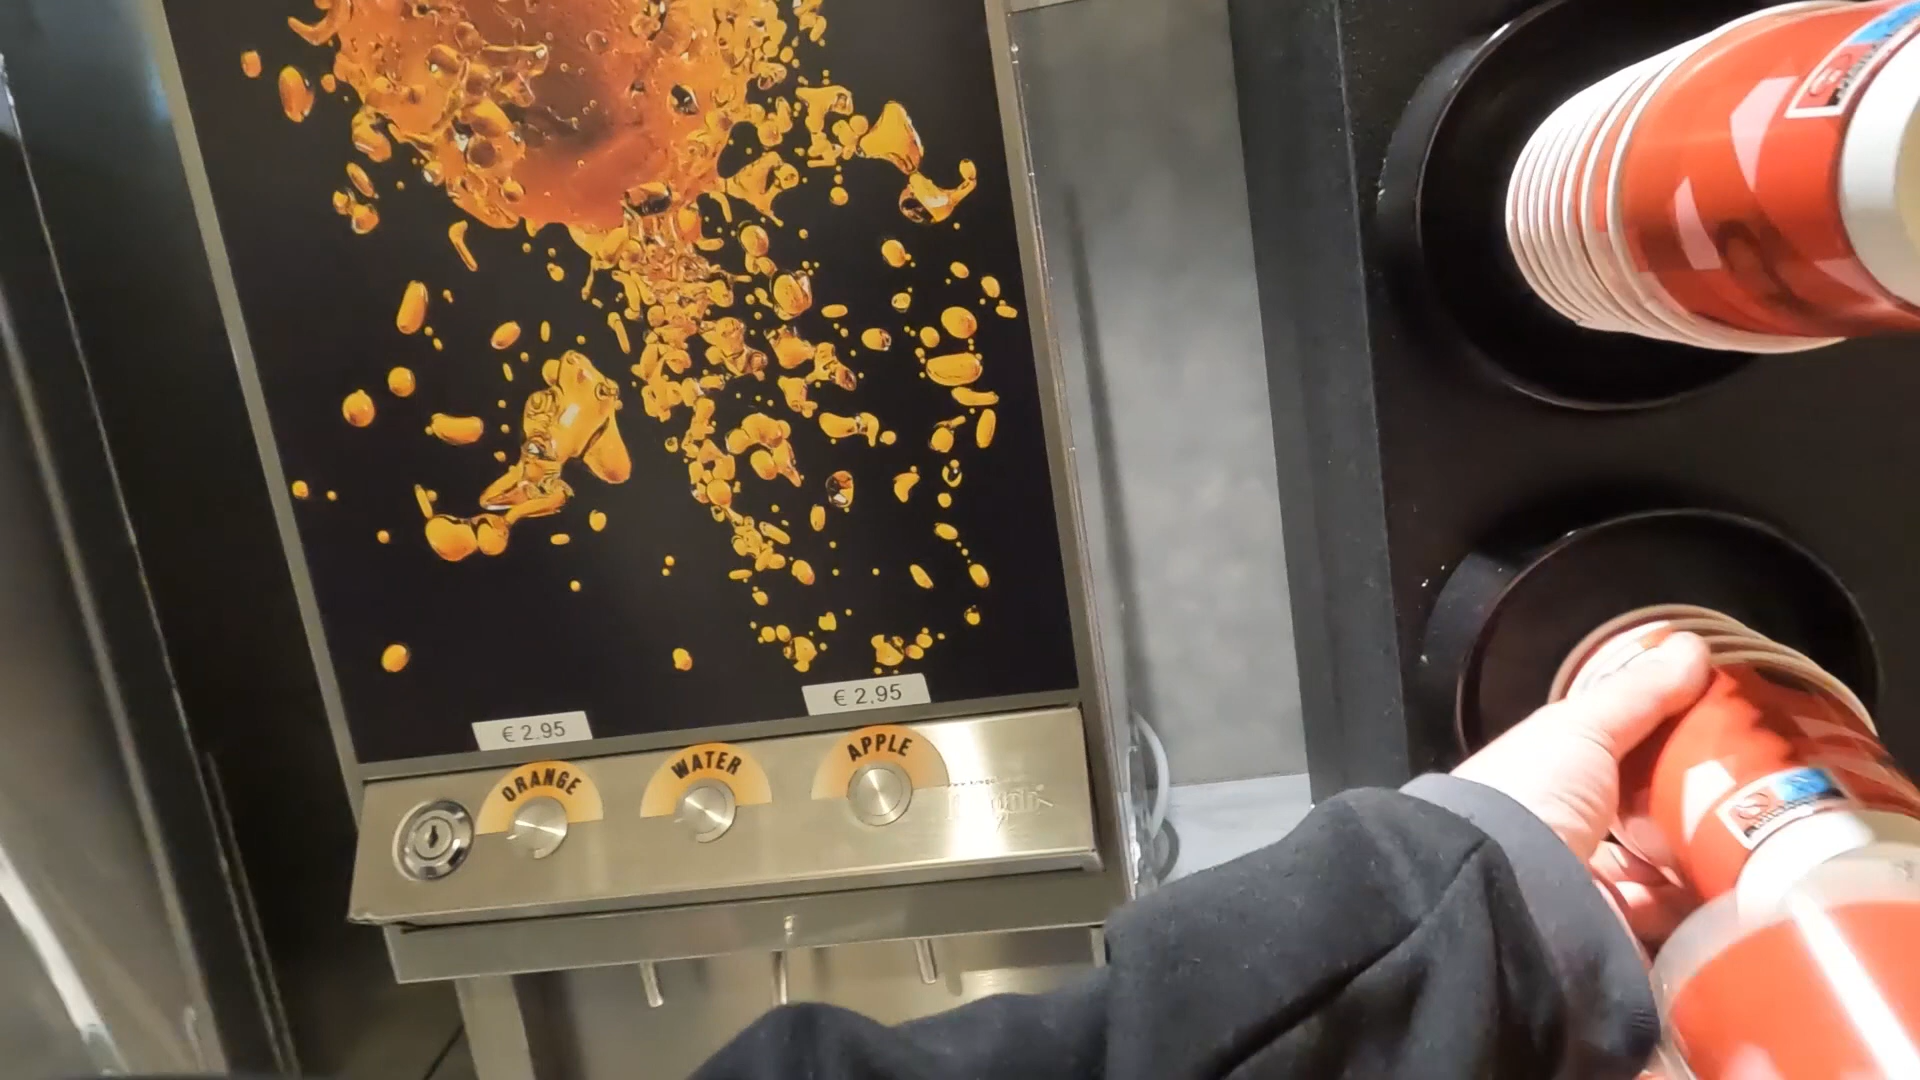 € 2.95
€ 2.95
ORANGE
WATER
APPLE